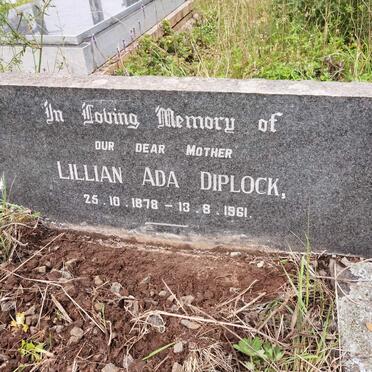 In Loving Memory of
OUR DEAR MOTHER
LILLIAN ADA DIPLOCK,
25.10.1878 - 13.8.1961.